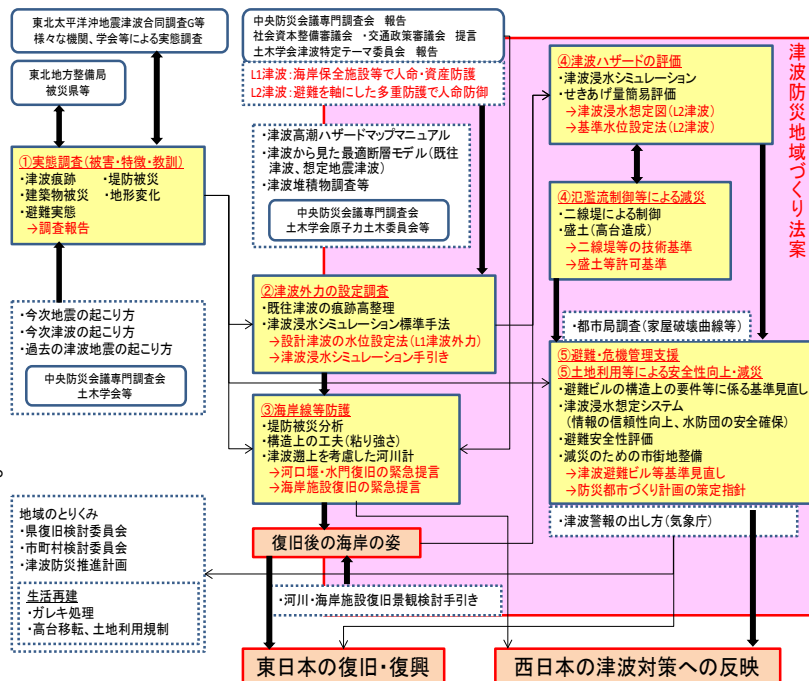 東北太平洋沖地震津波合同調査G等
様々な機関、学会等による実態調査
東北地方整備局
被災県等
①実態調査(被害・特徴・教訓)
・津波痕跡　・堤防被災
・建築物被災　・地形変化
・避難実態
→調査報告
・今次地震の起こり方
・今次津波の起こり方
・過去の津波地震の起こり方
中央防災会議専門調査会
土木学会等
地域のとりくみ
・県復旧検討委員会
・市町村検討委員会
・津波防災推進計画
生活再建
・ガレキ処理
・高台移転、土地利用規制
中央防災会議専門調査会　報告
社会資本整備審議会　・交通政策審議会　提言
土木学会津波特定テーマ委員会　報告
L1津波:海岸保全施設等で人命・資産防護
L2津波:避難を軸にした多重防護で人命防御
・津波高潮ハザードマップマニュアル
・津波から見た最適断層モデル(既往
津波、想定地震津波)
・津波堆積物調査等
中央防災会議専門調査会
土木学会原子力土木委員会等
②津波外力の設定調査
・既往津波の痕跡高整理
・津波浸水シミュレーション標準手法
→設計津波の水位設定法(L1津波外力)
→津波浸水シミュレーション手引き
③海岸線等防護
・堤防被災分析
・構造上の工夫(粘り強さ)
・津波遡上を考慮した河川計
→河口堰・水門復旧の緊急提言
→海岸施設復旧の緊急提言
。
復旧後の海岸の姿
・河川・海岸施設復旧景観検討手引き
津波防災地域づくり法案
④津波ハザードの評価
・津波浸水シミュレーション
・せきあげ量簡易評価
→津波浸水想定図(L2津波)
→基準水位設定法(L2津波)
④氾濫流制御等による減災
・二線堤による制御
・盛土(高台造成)
→二線堤等の技術基準
→盛土等許可基準
・都市局調査(家屋破壊曲線等)
⑤避難・危機管理支援
⑤土地利用等による安全性向上・減災
・避難ビルの構造上の要件等に係る基準見直し
・津波浸水想定システム
(情報の信頼性向上、水防団の安全確保)
・避難安全性評価
・減災のための市街地整備
→津波避難ビル等基準見直し
→防災都市づくり計画の策定指針
・津波警報の出し方(気象庁)
東日本の復旧・復興
西日本の津波対策への反映